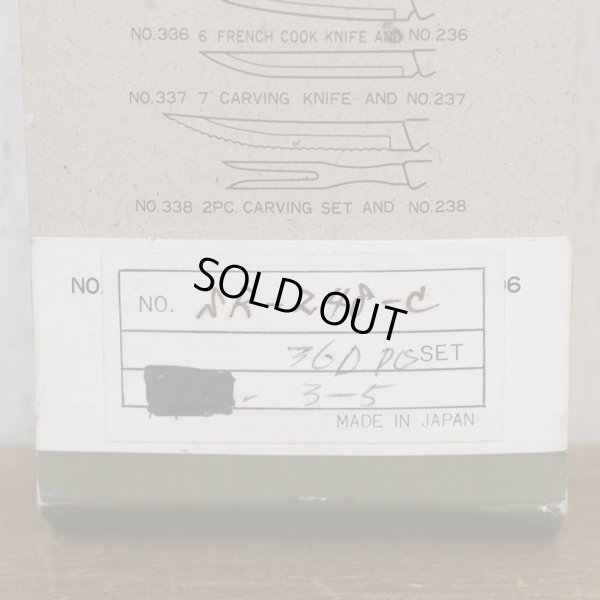 NO.336 6 FRENCH COOK KNIFE AND NO.236
NO.337 7 CARVING KNIFE AND NO.237
NO.338 2PC. CARVING SET AND NO.238
NO. 06
SOLD OUT
NO.
SET
3-5
MADE IN JAPAN